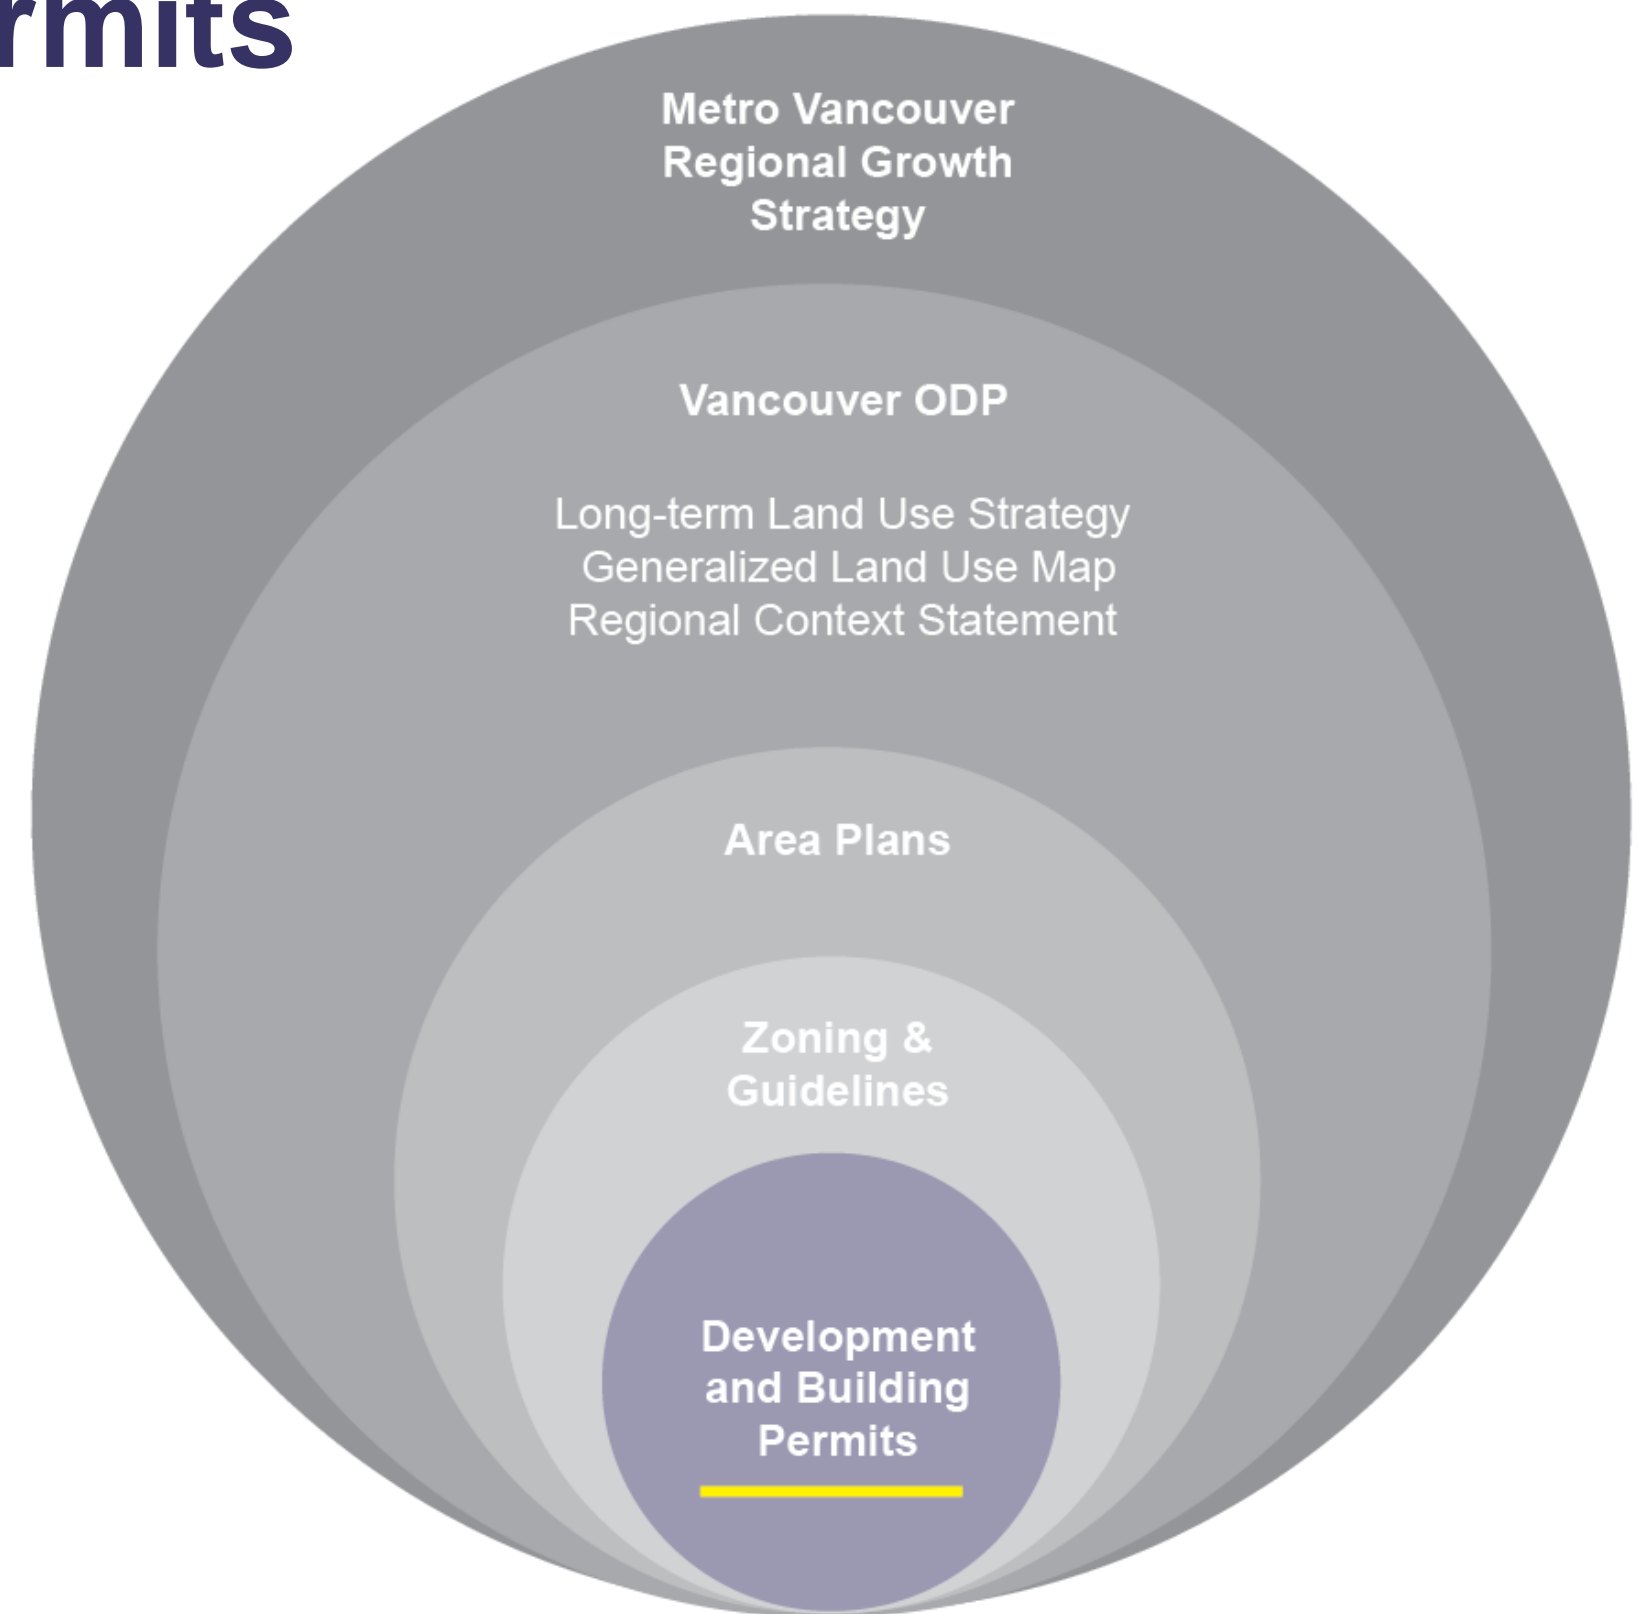 rmits
Metro Vancouver
Regional Growth
Strategy
Vancouver ODP
Long-term Land Use Strategy
Generalized Land Use Map
Regional Context Statement
Area Plans
Zoning &
Guidelines
Development
and Building
Permits